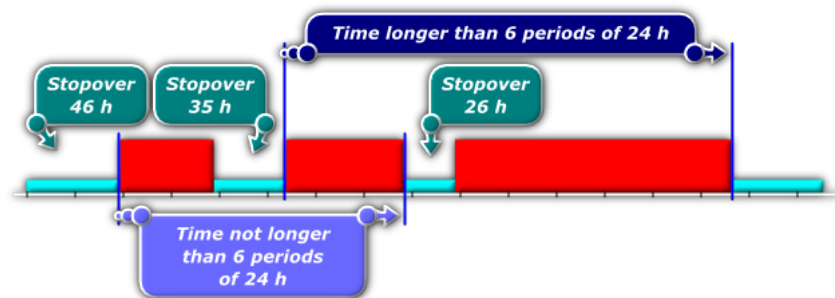 Time longer than 6 periods of 24 h
Stopover
46 h
Stopover
35 h
Stopover
26 h
Time not longer
than 6 periods
of 24 h